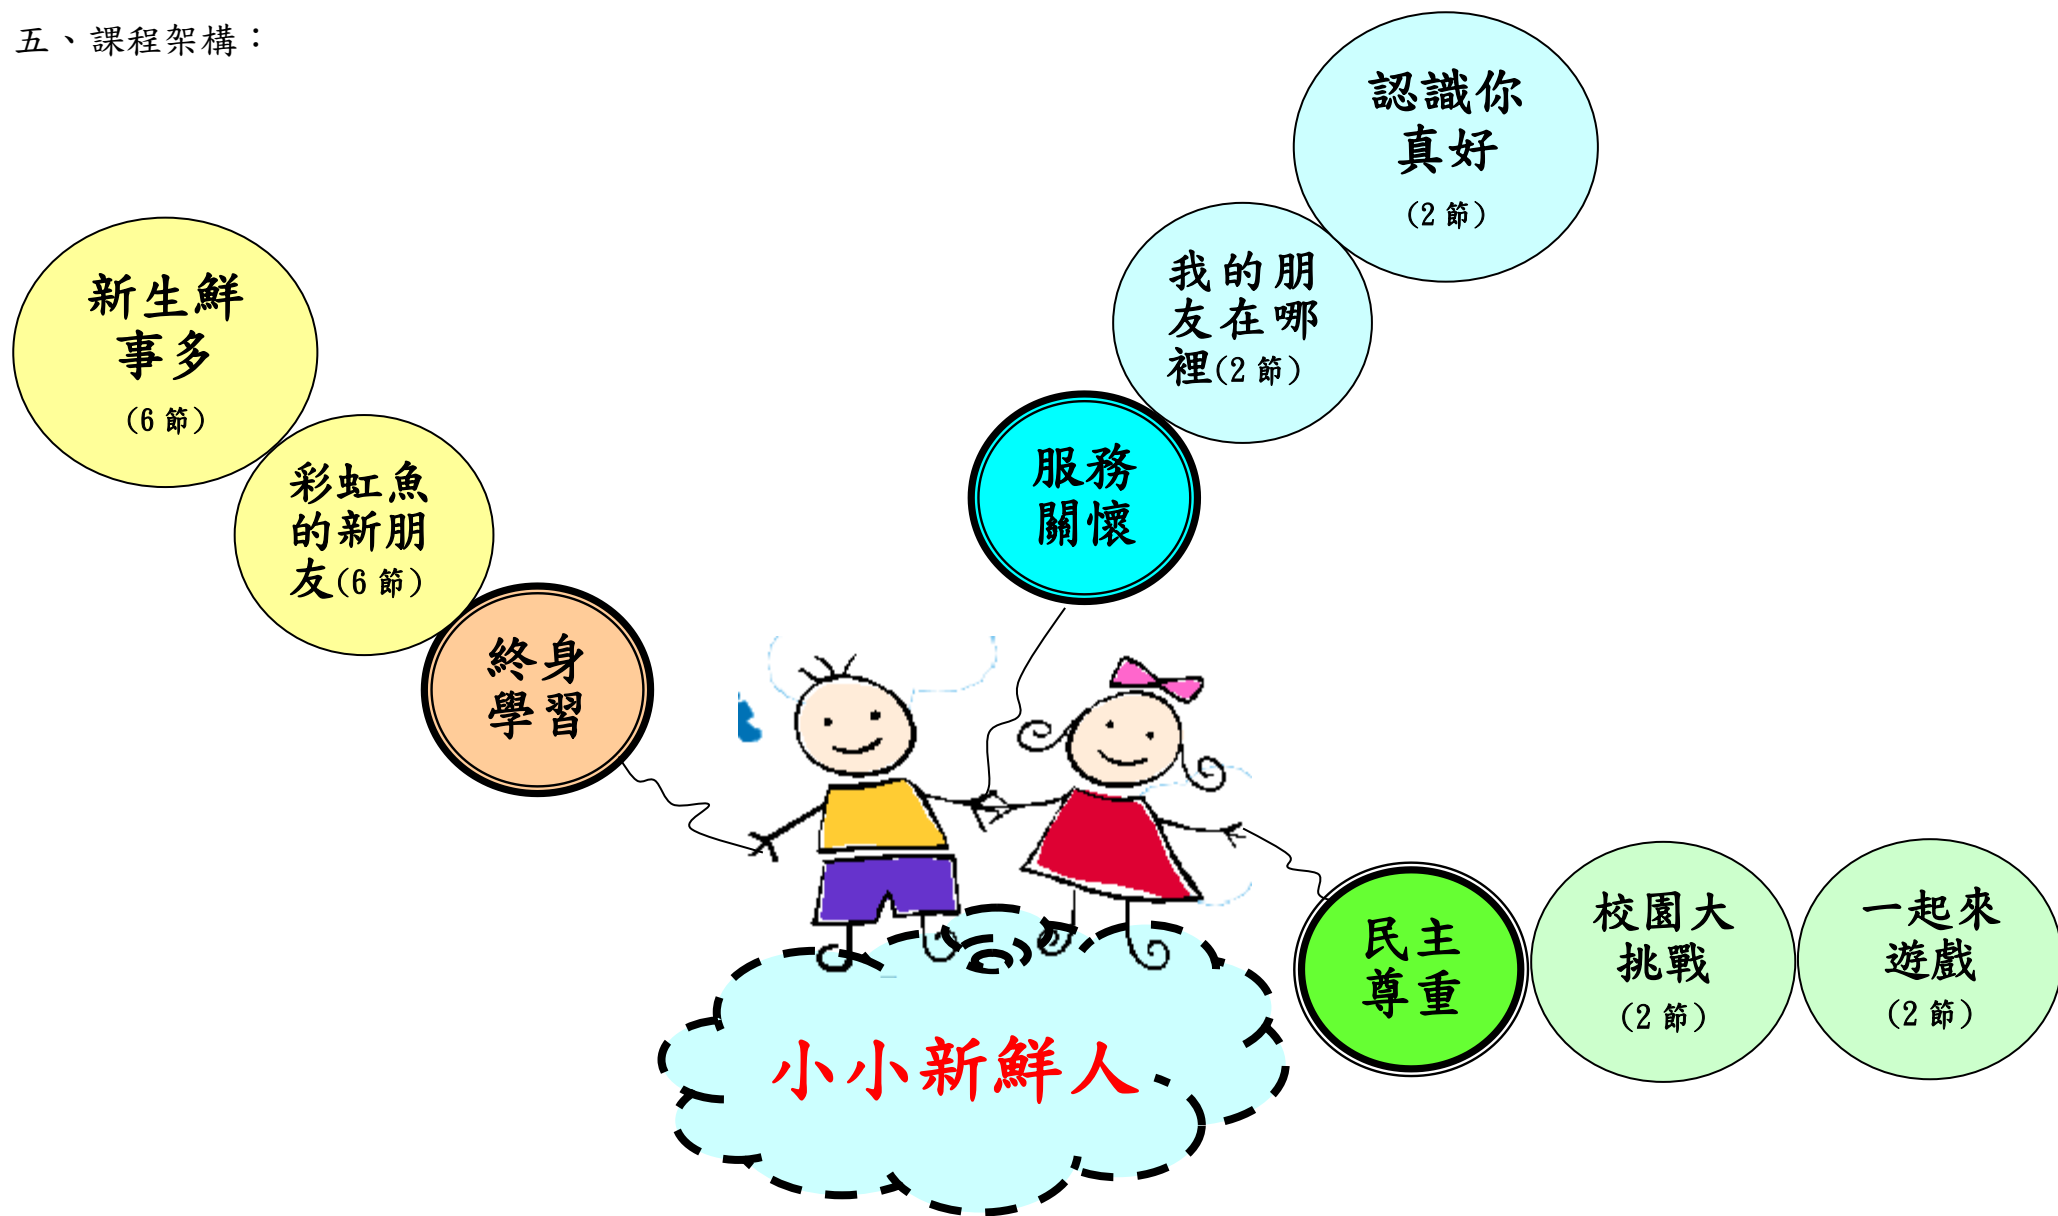 五、課程架構：
認識你
真好
(2 節)
我的朋
友在哪
裡(2 節)
服務
關懷
新生鮮
事多
(6 節)
彩虹魚
的新朋
友(6 節)
終身
學習
民主
尊重
校園大
挑戰
(2 節)
一起來
遊戲
(2 節)
小小新鮮人